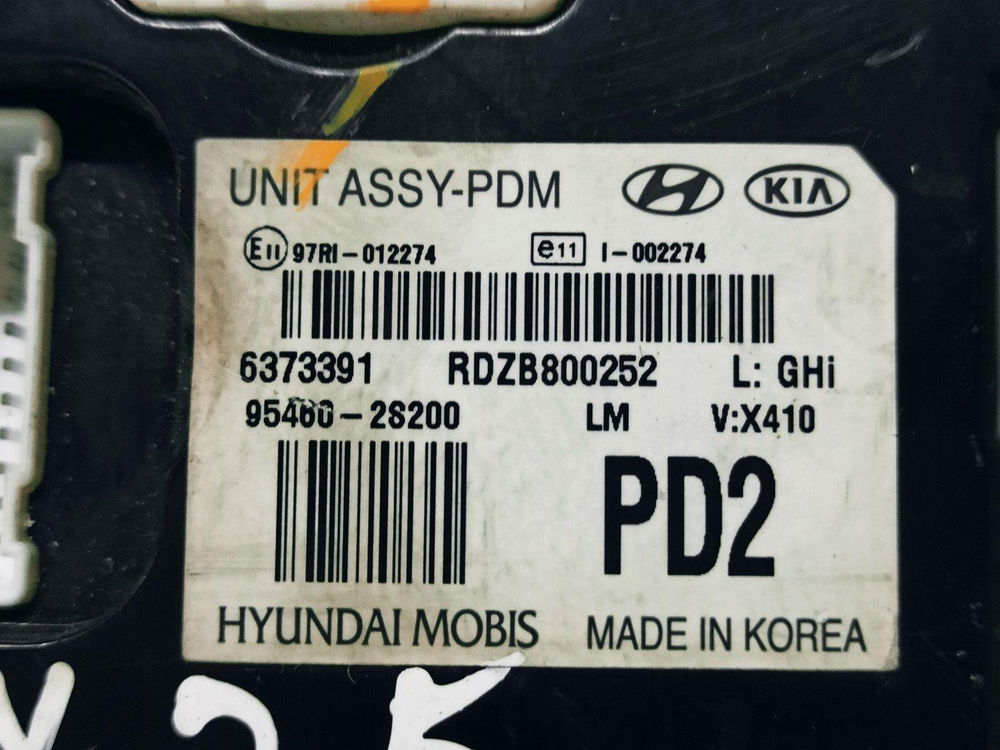 UNIT ASSY-PDM H KIA
E11 97RI-012274 e11 I-002274
6373391 RDZB800252 L: GHi
95460-2S200 LM V:X410
PD2
HYUNDAI MOBIS MADE IN KOREA